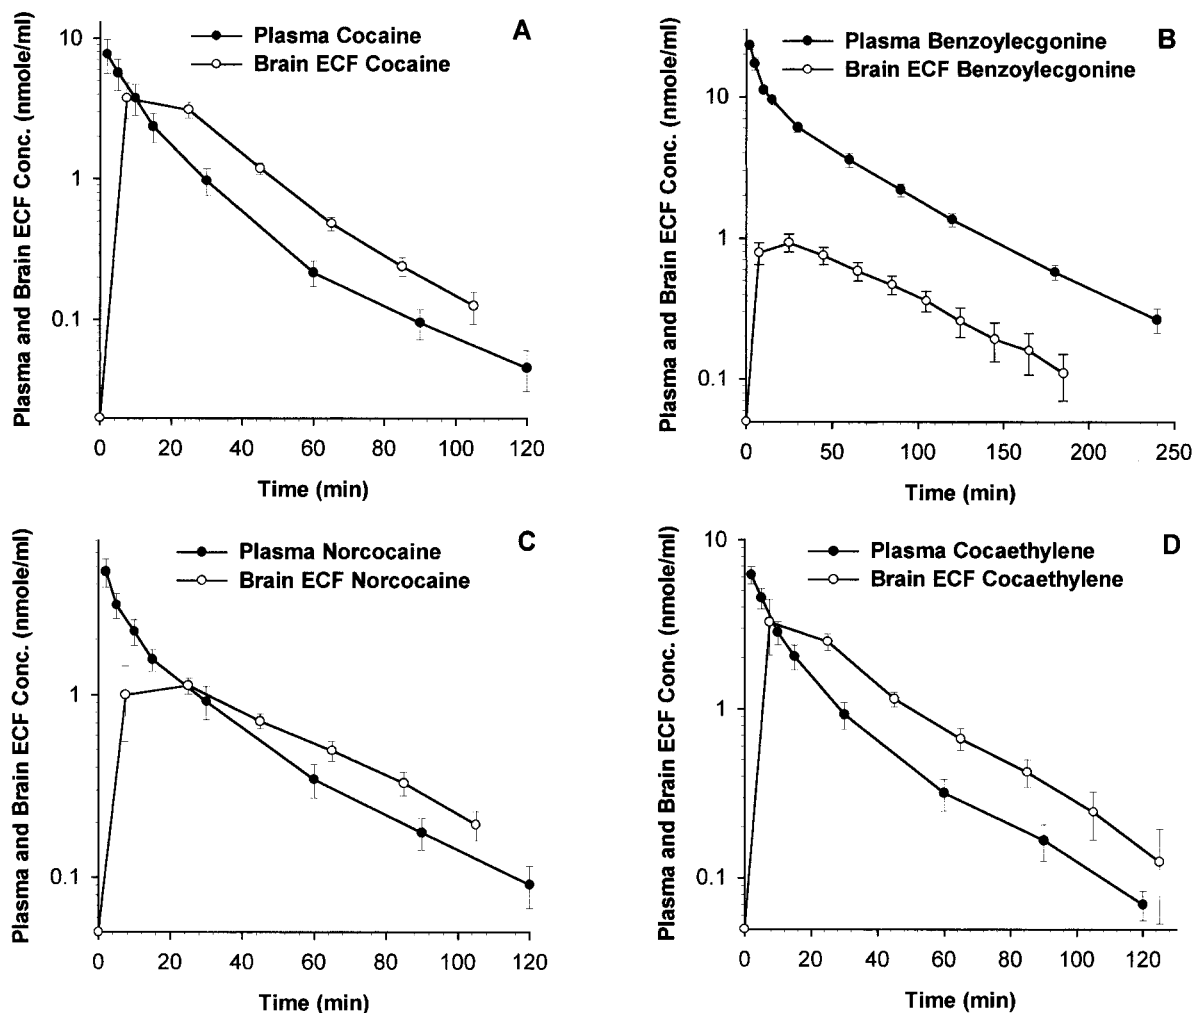 A
Plasma Cocaine
Brain ECF Cocaine
Plasma and Brain ECF Conc. (nmole/ml)
10
1
0.1
0 20 40 60 80 100 120
Time (min)
B
Plasma Benzoylecgonine
Brain ECF Benzoylecgonine
Plasma and Brain ECF Conc. (nmole/ml)
10
1
0.1
0 50 100 150 200 250
Time (min)
C
Plasma Norcocaine
Brain ECF Norcocaine
Plasma and Brain ECF Conc. (nmole/ml)
1
0.1
0 20 40 60 80 100 120
Time (min)
D
Plasma Cocaethylene
Brain ECF Cocaethylene
Plasma and Brain ECF Conc. (nmole/ml)
10
1
0.1
0 20 40 60 80 100 120
Time (min)